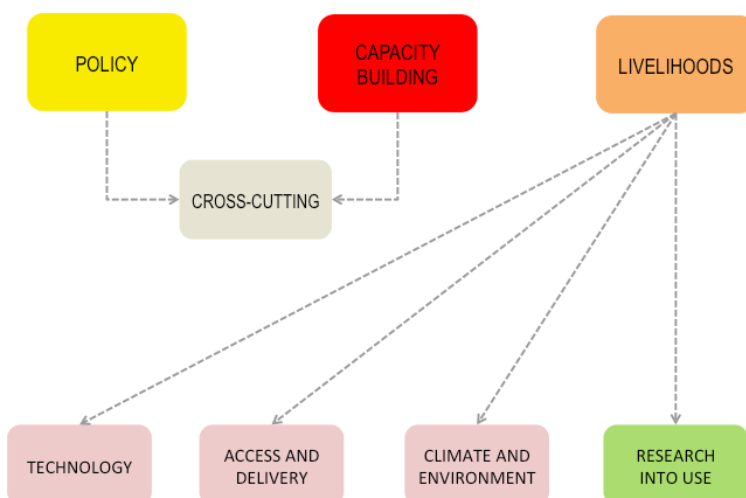 POLICY
CAPACITY
BUILDING
LIVELIHOODS
CROSS-CUTTING
TECHNOLOGY
ACCESS AND
DELIVERY
CLIMATE AND
ENVIRONMENT
RESEARCH
INTO USE